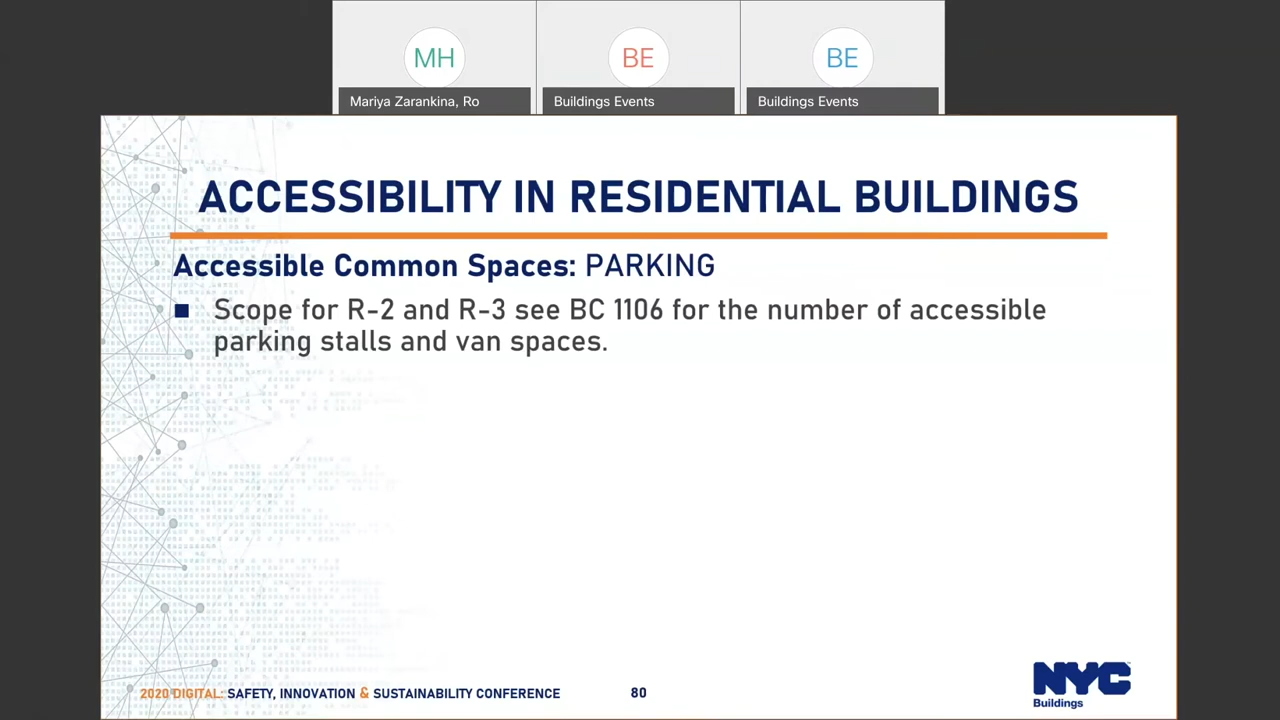 MH
BE
BE
Mariya Zarankina, Ro
Buildings Events
Buildings Events
ACCESSIBILITY IN RESIDENTIAL BUILDINGS
Accessible Common Spaces: PARKING
Scope for R-2 and R-3 see BC 1106 for the number of accessible
parking stalls and van spaces.
2020 DIGITAL: SAFETY, INNOVATION & SUSTAINABILITY CONFERENCE
80
NYC
Buildings